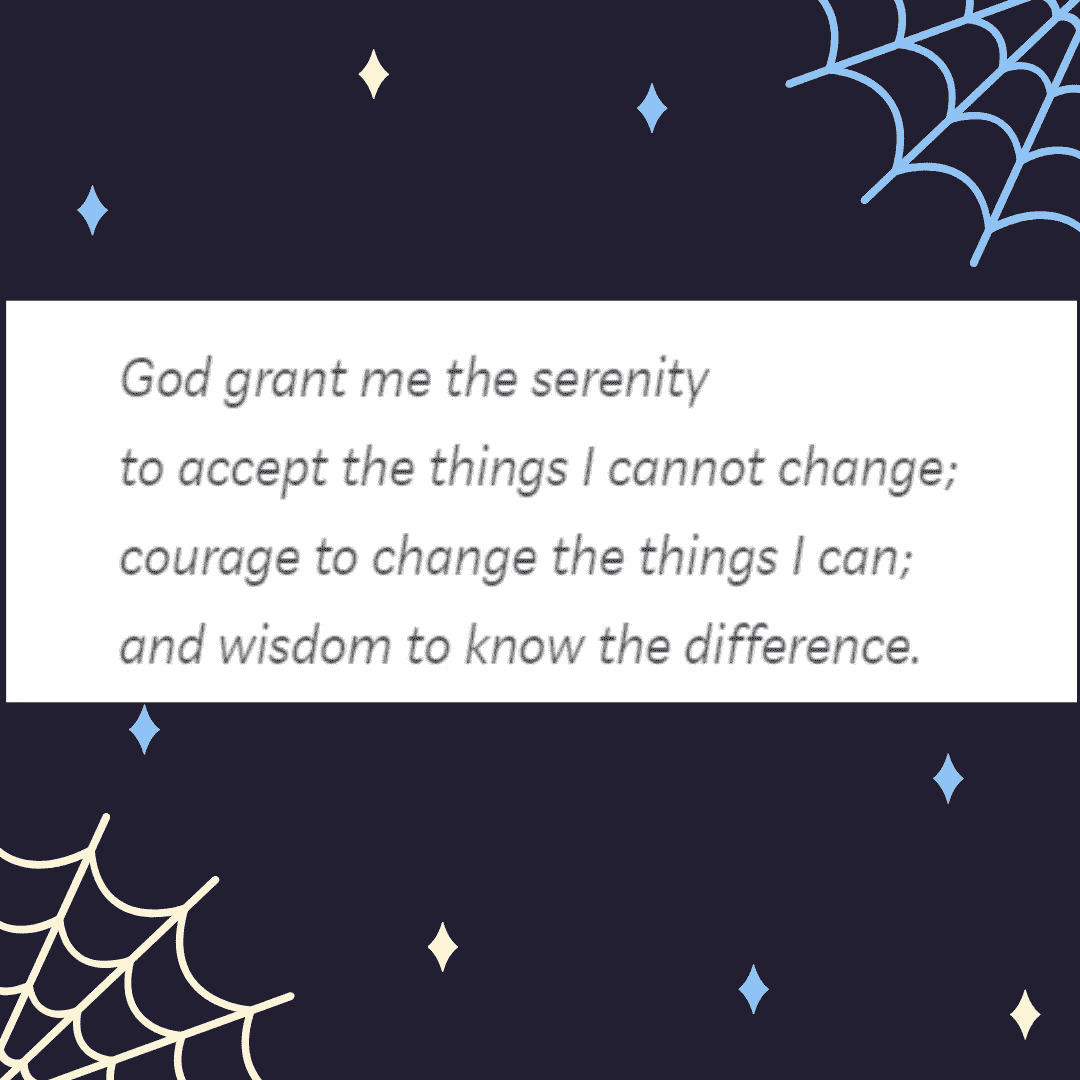 God grant me the serenity
to accept the things I cannot change;
courage to change the things I can;
and wisdom to know the difference.